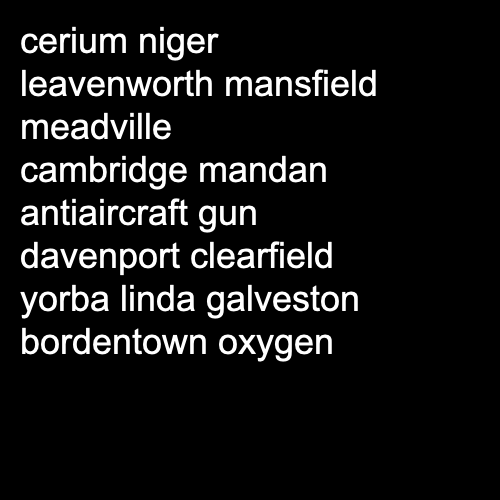 cerium niger
leavenworth mansfield
meadville
cambridge mandan
antiaircraft gun
davenport clearfield
yorba linda galveston
bordentown oxygen